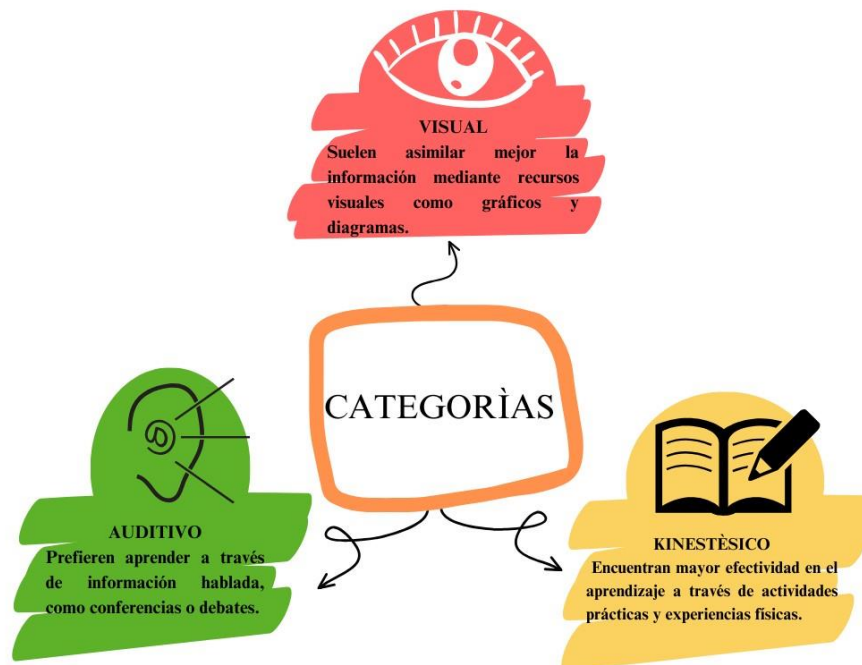 VISUAL
Suelen asimilar mejor la
información mediante recursos
visuales como gráficos y
diagramas.
CATEGORÌAS
AUDITIVO
Prefieren aprender a través
de información hablada,
como conferencias o debates.
KINESTÈSICO
Encuentran mayor efectividad en el
aprendizaje a través de actividades
prácticas y experiencias físicas.